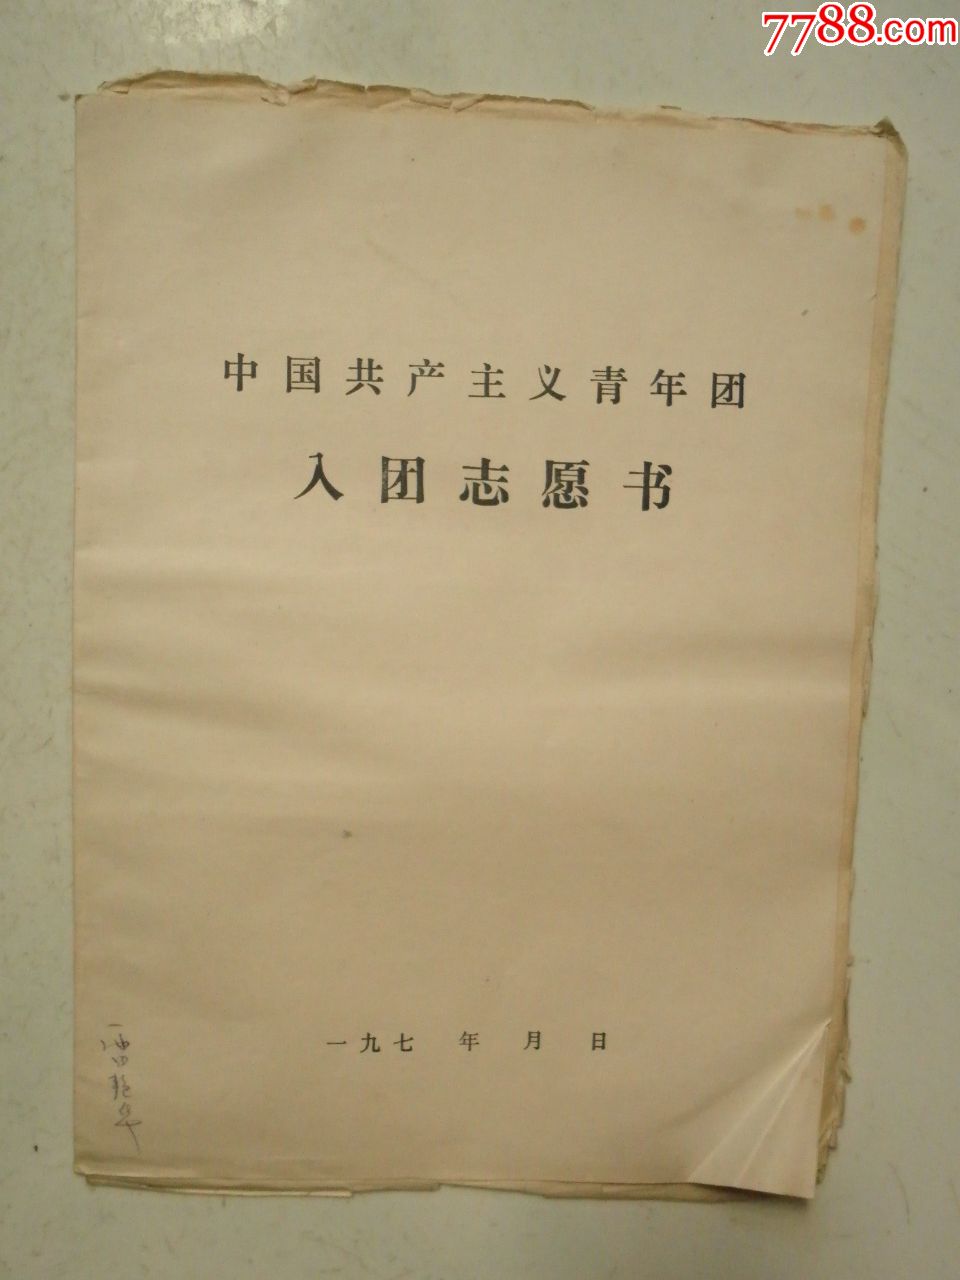 7788.com
中国共产主义青年团
入团志愿书
一九七 年 月 日